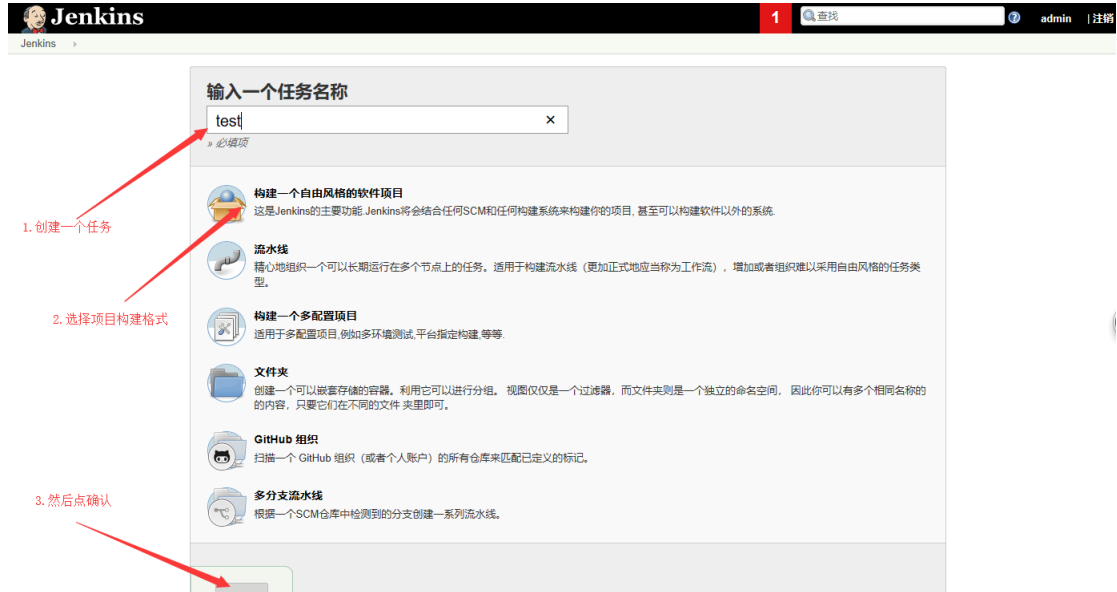 Jenkins
1
查找
admin
| 注销
Jenkins
输入一个任务名称
test
» 必填项
构建一个自由风格的软件项目
这是Jenkins的主要功能.Jenkins将会结合任何SCM和任何构建系统来构建你的项目, 甚至可以构建软件以外的系统.
1. 创建一个任务
流水线
精心地组织一个可以长期运行在多个节点上的任务。适用于构建流水线（更加正式地应当称为工作流），增加或者组织难以采用自由风格的任务类
型。
2. 选择项目构建格式
构建一个多配置项目
适用于多配置项目,例如多环境测试,平台指定构建,等等.
文件夹
创建一个可以嵌套存储的容器。利用它可以进行分组。 视图仅仅是一个过滤器，而文件夹则是一个独立的命名空间， 因此你可以有多个相同名称的
的内容，只要它们在不同的文件 夹里即可。
GitHub 组织
扫描一个 GitHub 组织（或者个人账户）的所有仓库来匹配已定义的标记。
3. 然后点确认
多分支流水线
根据一个SCM仓库中检测到的分支创建一系列流水线。